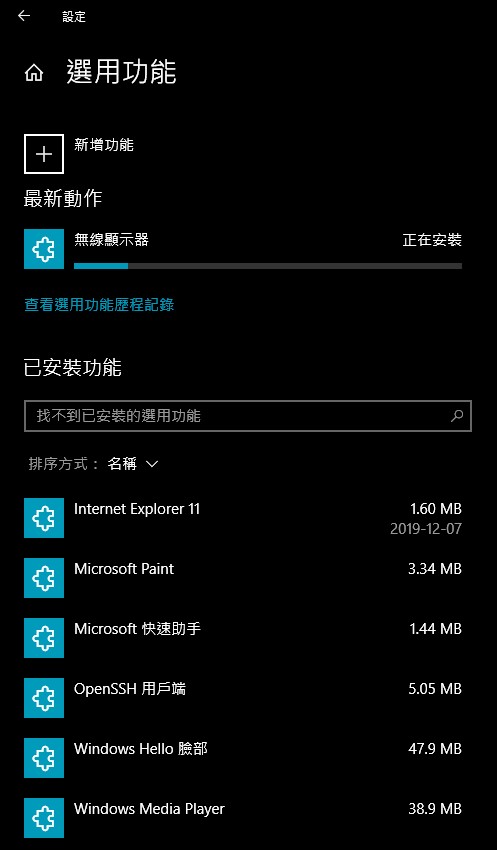 設定
選用功能
新增功能
最新動作
無線顯示器 正在安裝
查看選用功能歷程記錄
已安裝功能
找不到已安裝的選用功能
排序方式： 名稱
Internet Explorer 11 1.60 MB
2019-12-07
Microsoft Paint 3.34 MB
Microsoft 快速助手 1.44 MB
OpenSSH 用戶端 5.05 MB
Windows Hello 臉部 47.9 MB
Windows Media Player 38.9 MB